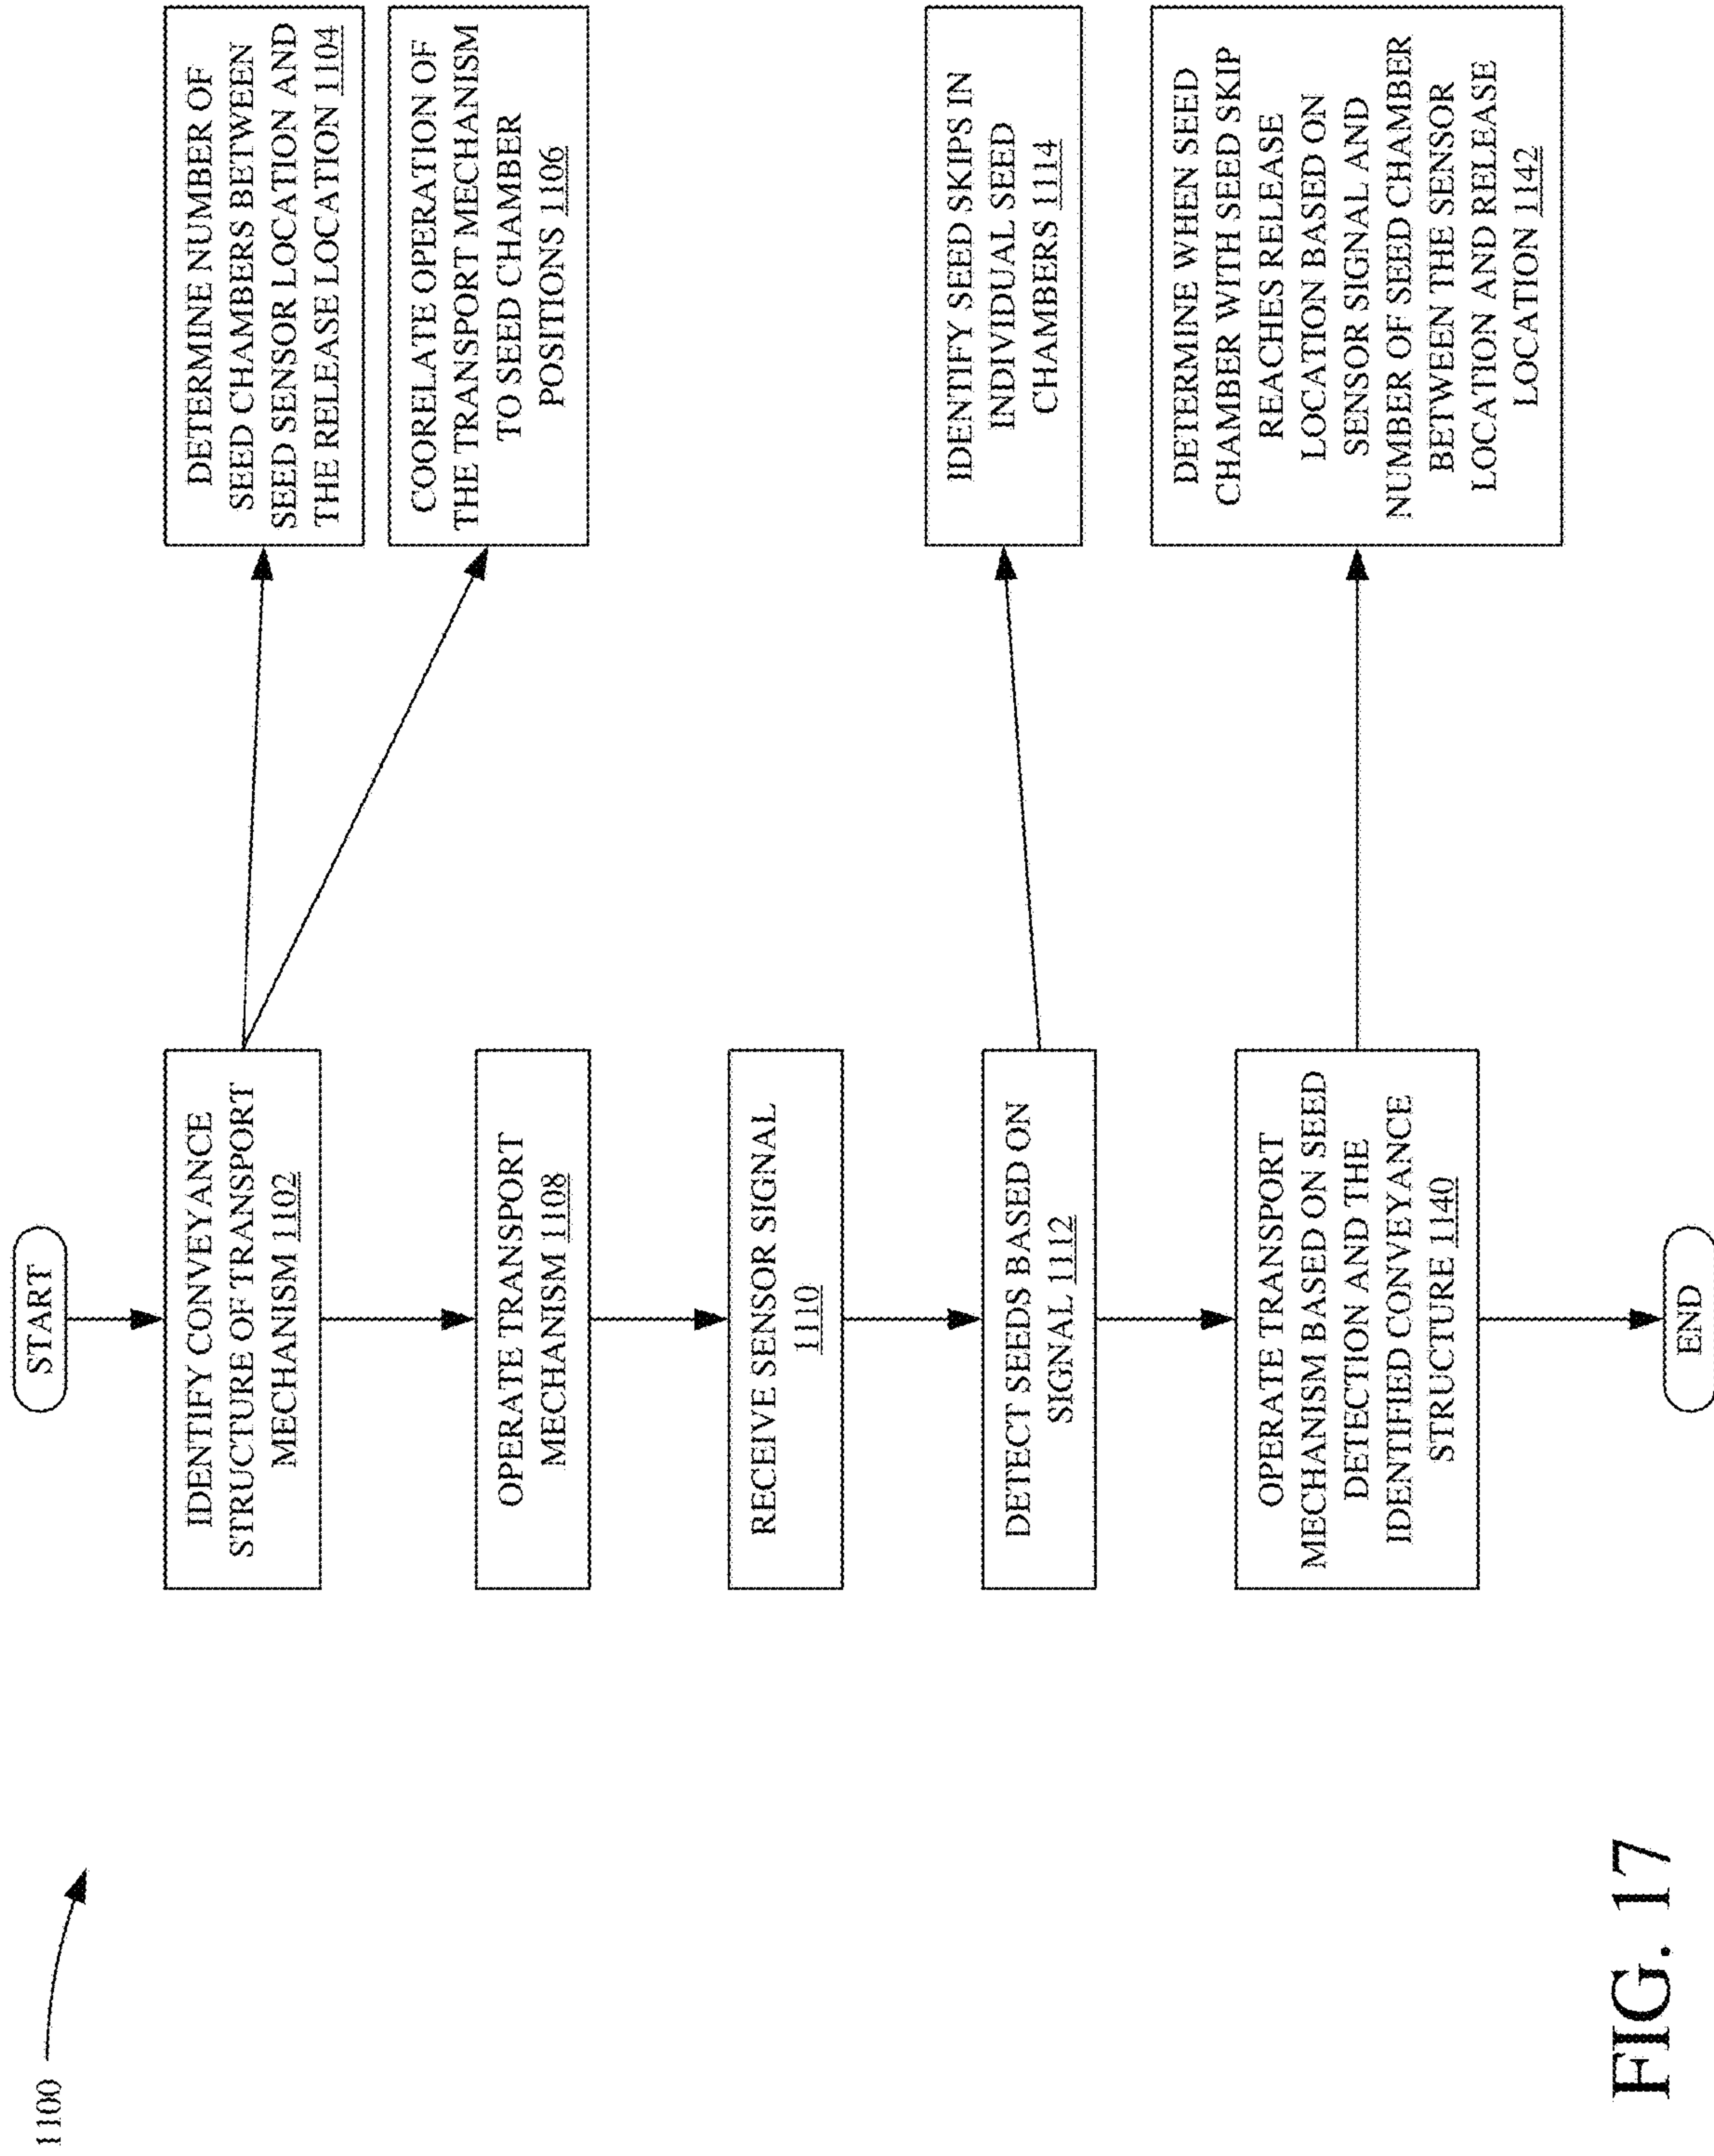 1100
START
IDENTIFY CONVEYANCE
STRUCTURE OF TRANSPORT
MECHANISM 1102
DETERMINE NUMBER OF
SEED CHAMBERS BETWEEN
SEED SENSOR LOCATION AND
THE RELEASE LOCATION 1104
COORELATE OPERATION OF
THE TRANSPORT MECHANISM
TO SEED CHAMBER
POSITIONS 1106
OPERATE TRANSPORT
MECHANISM 1108
RECEIVE SENSOR SIGNAL
1110
DETECT SEEDS BASED ON
SIGNAL 1112
IDENTIFY SEED SKIPS IN
INDIVIDUAL SEED
CHAMBERS 1114
OPERATE TRANSPORT
MECHANISM BASED ON SEED
DETECTION AND THE
IDENTIFIED CONVEYANCE
STRUCTURE 1140
DETERMINE WHEN SEED
CHAMBER WITH SEED SKIP
REACHES RELEASE
LOCATION BASED ON
SENSOR SIGNAL AND
NUMBER OF SEED CHAMBER
BETWEEN THE SENSOR
LOCATION AND RELEASE
LOCATION 1142
END
FIG. 17